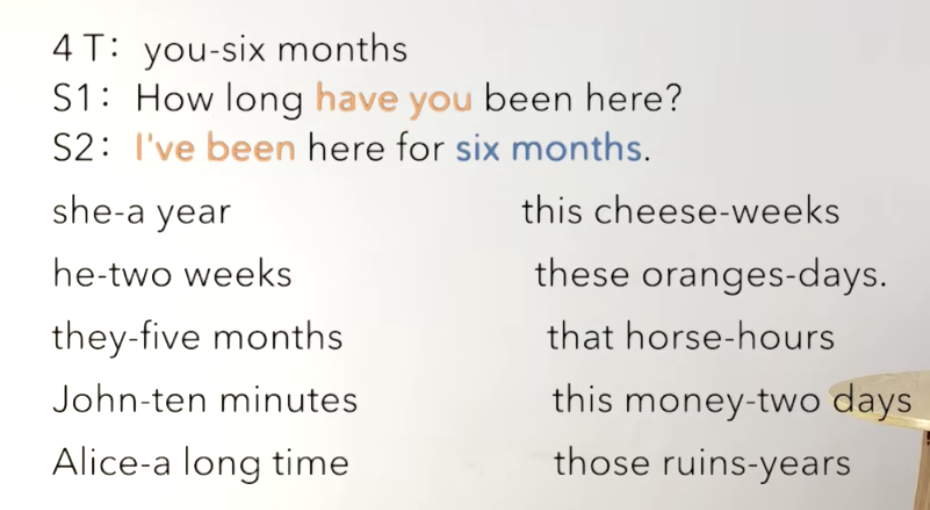 4 T： you-six months
S1： How long have you been here?
S2： I've been here for six months.
she-a year
he-two weeks
they-five months
John-ten minutes
Alice-a long time
this cheese-weeks
these oranges-days.
that horse-hours
this money-two days
those ruins-years